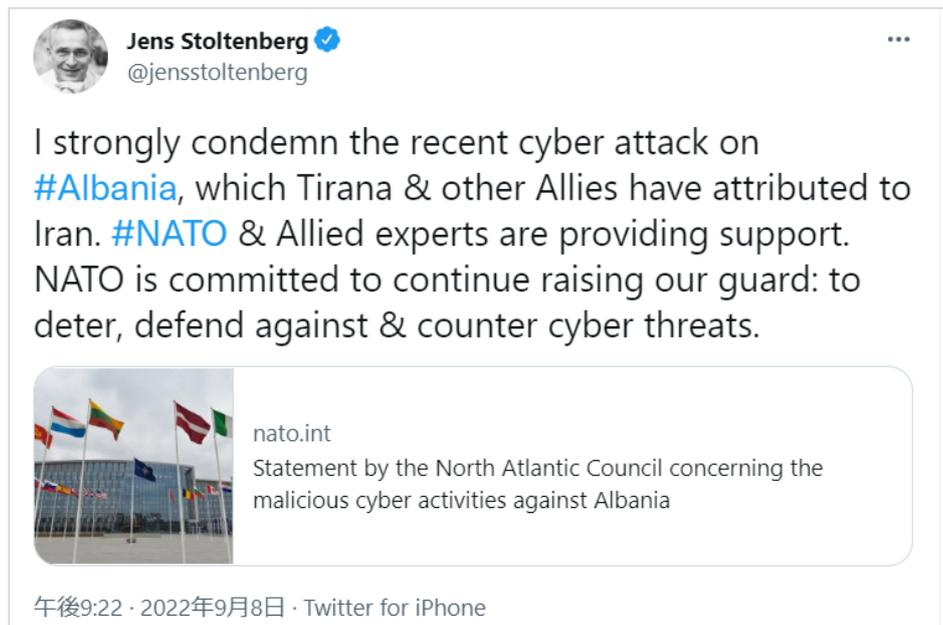 Jens Stoltenberg
@jensstoltenberg
I strongly condemn the recent cyber attack on
#Albania, which Tirana & other Allies have attributed to
Iran. #NATO & Allied experts are providing support.
NATO is committed to continue raising our guard: to
deter, defend against & counter cyber threats.
nato.int
Statement by the North Atlantic Council concerning the
malicious cyber activities against Albania
午後9:22 · 2022年9月8日 · Twitter for iPhone